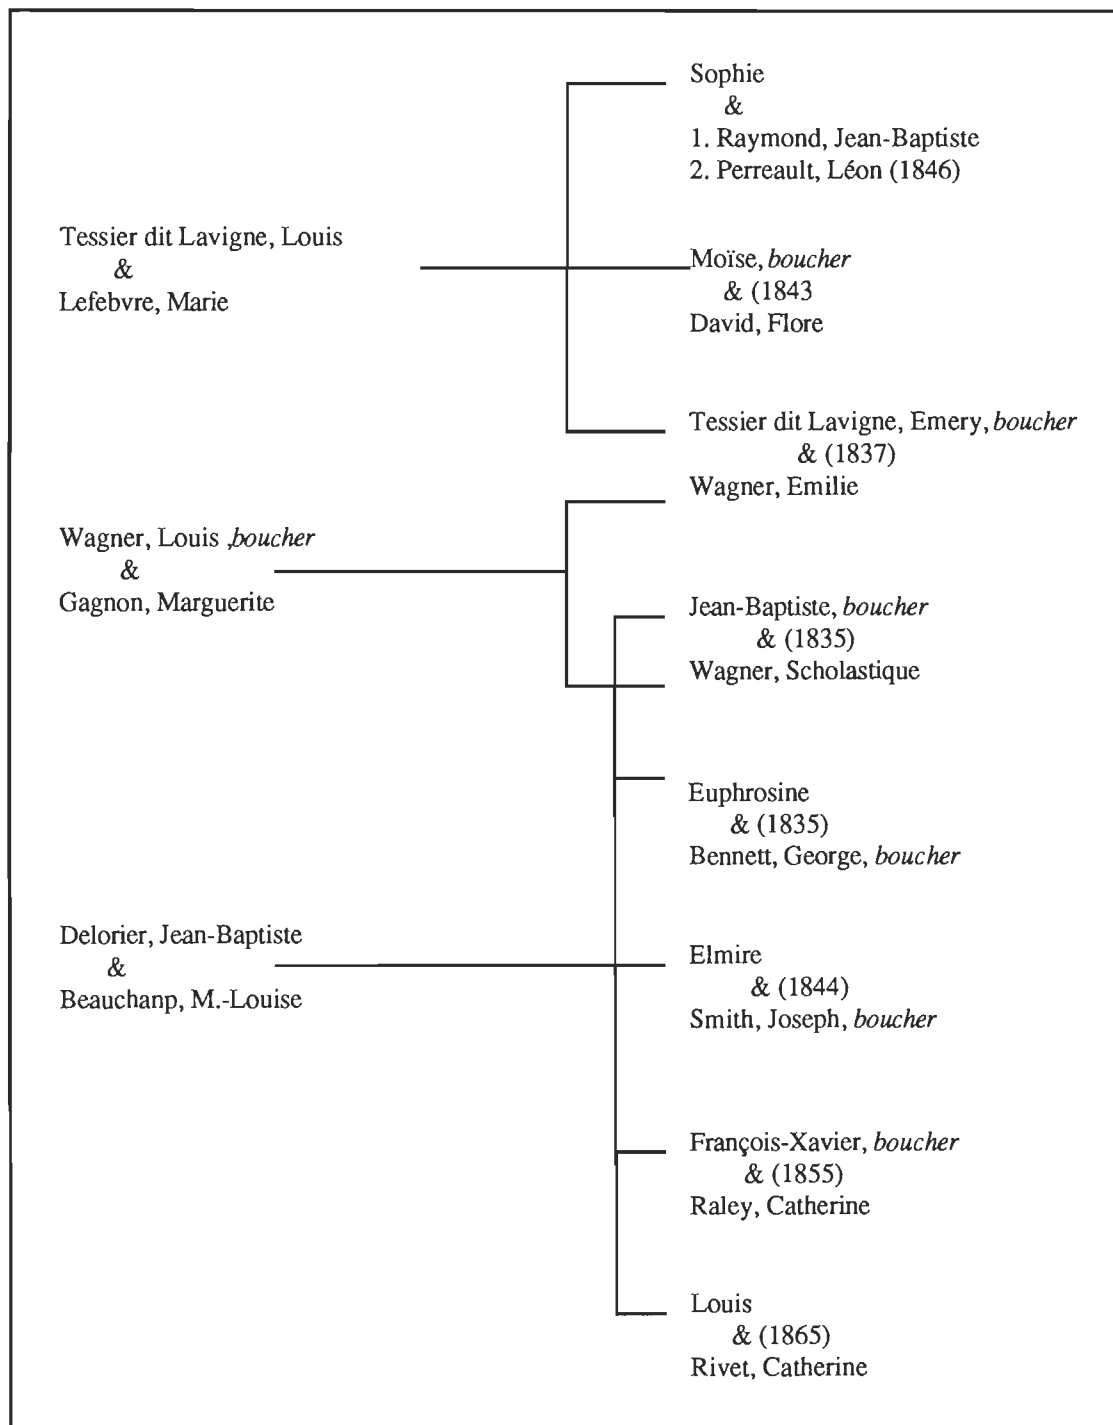 Sophie
&
1. Raymond, Jean-Baptiste
2. Perreault, Léon (1846)
Tessier dit Lavigne, Louis
&
Lefebvre, Marie
Moïse, boucher
& (1843
David, Flore
Tessier dit Lavigne, Emery, boucher
& (1837)
Wagner, Emilie
Wagner, Louis ,boucher
&
Gagnon, Marguerite
Jean-Baptiste, boucher
& (1835)
Wagner, Scholastique
Euphrosine
& (1835)
Bennett, George, boucher
Delorier, Jean-Baptiste
&
Beauchanp, M.-Louise
Elmire
& (1844)
Smith, Joseph, boucher
François-Xavier, boucher
& (1855)
Raley, Catherine
Louis
& (1865)
Rivet, Catherine